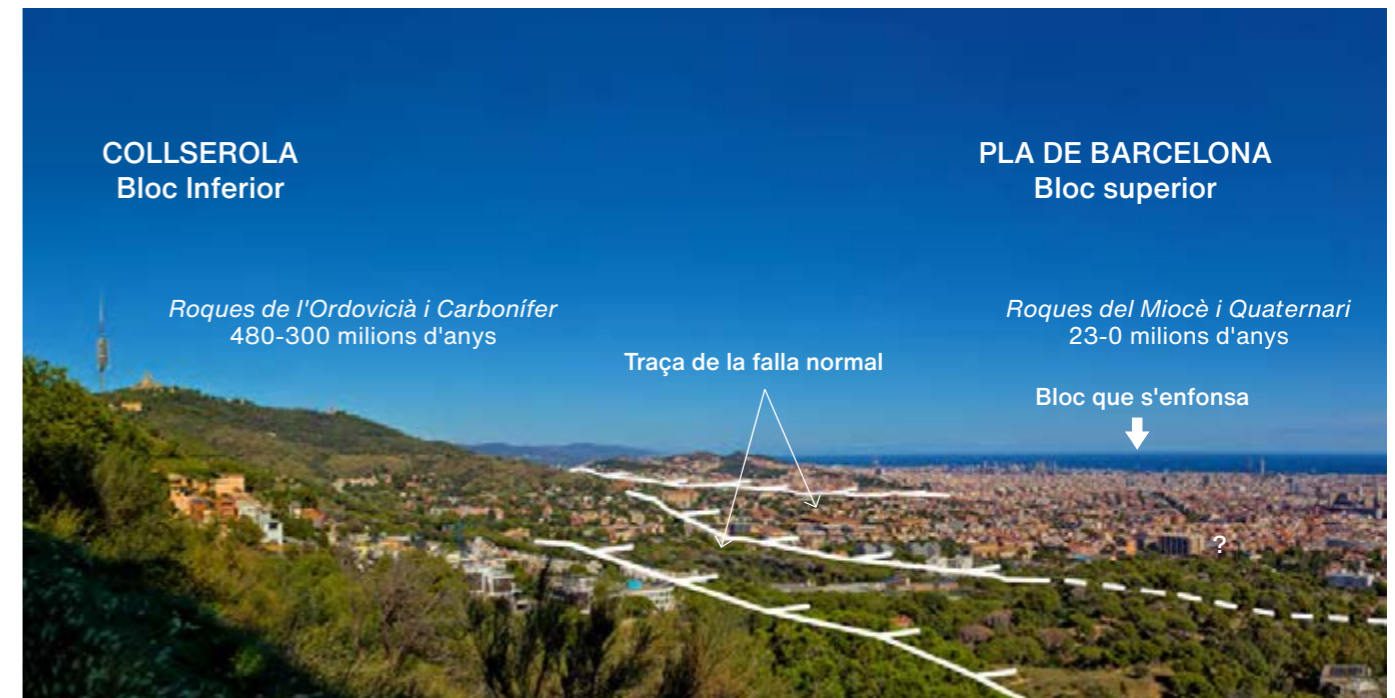 COLLSEROLA
Bloc Inferior
PLA DE BARCELONA
Bloc superior
Roques de l'Ordovicià i Carbonífer
480-300 milions d'anys
Roques del Miocè i Quaternari
23-0 milions d'anys
Traça de la falla normal
Bloc que s'enfonsa
?